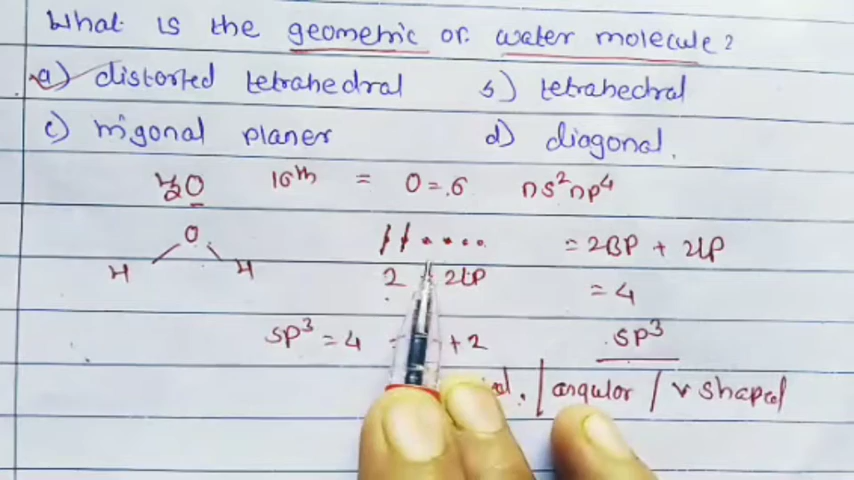 What is the geometric or water molecule?
a) distorted tetrahedral b) tetrahedral
c) trigonal planer d) diagonal.
H2O 16th = O = 6 ns2np4
O = 2BP + 2LP
H H 2 2LP = 4
sp3 = 4 = + 2 sp3
/ angular / v shaped